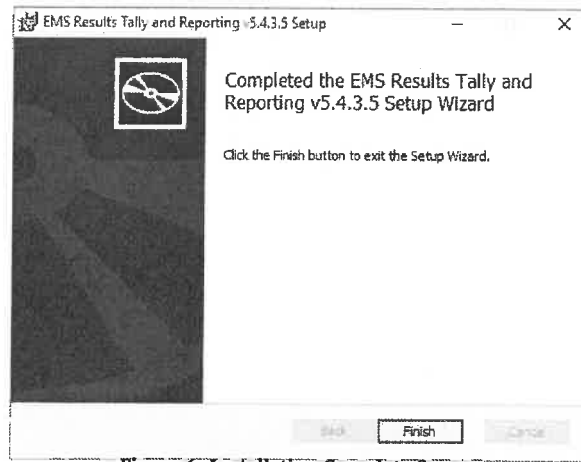 EMS Results Tally and Reporting v5.4.3.5 Setup
Completed the EMS Results Tally and
Reporting v5.4.3.5 Setup Wizard
Click the Finish button to exit the Setup Wizard.
Back Finish Cancel